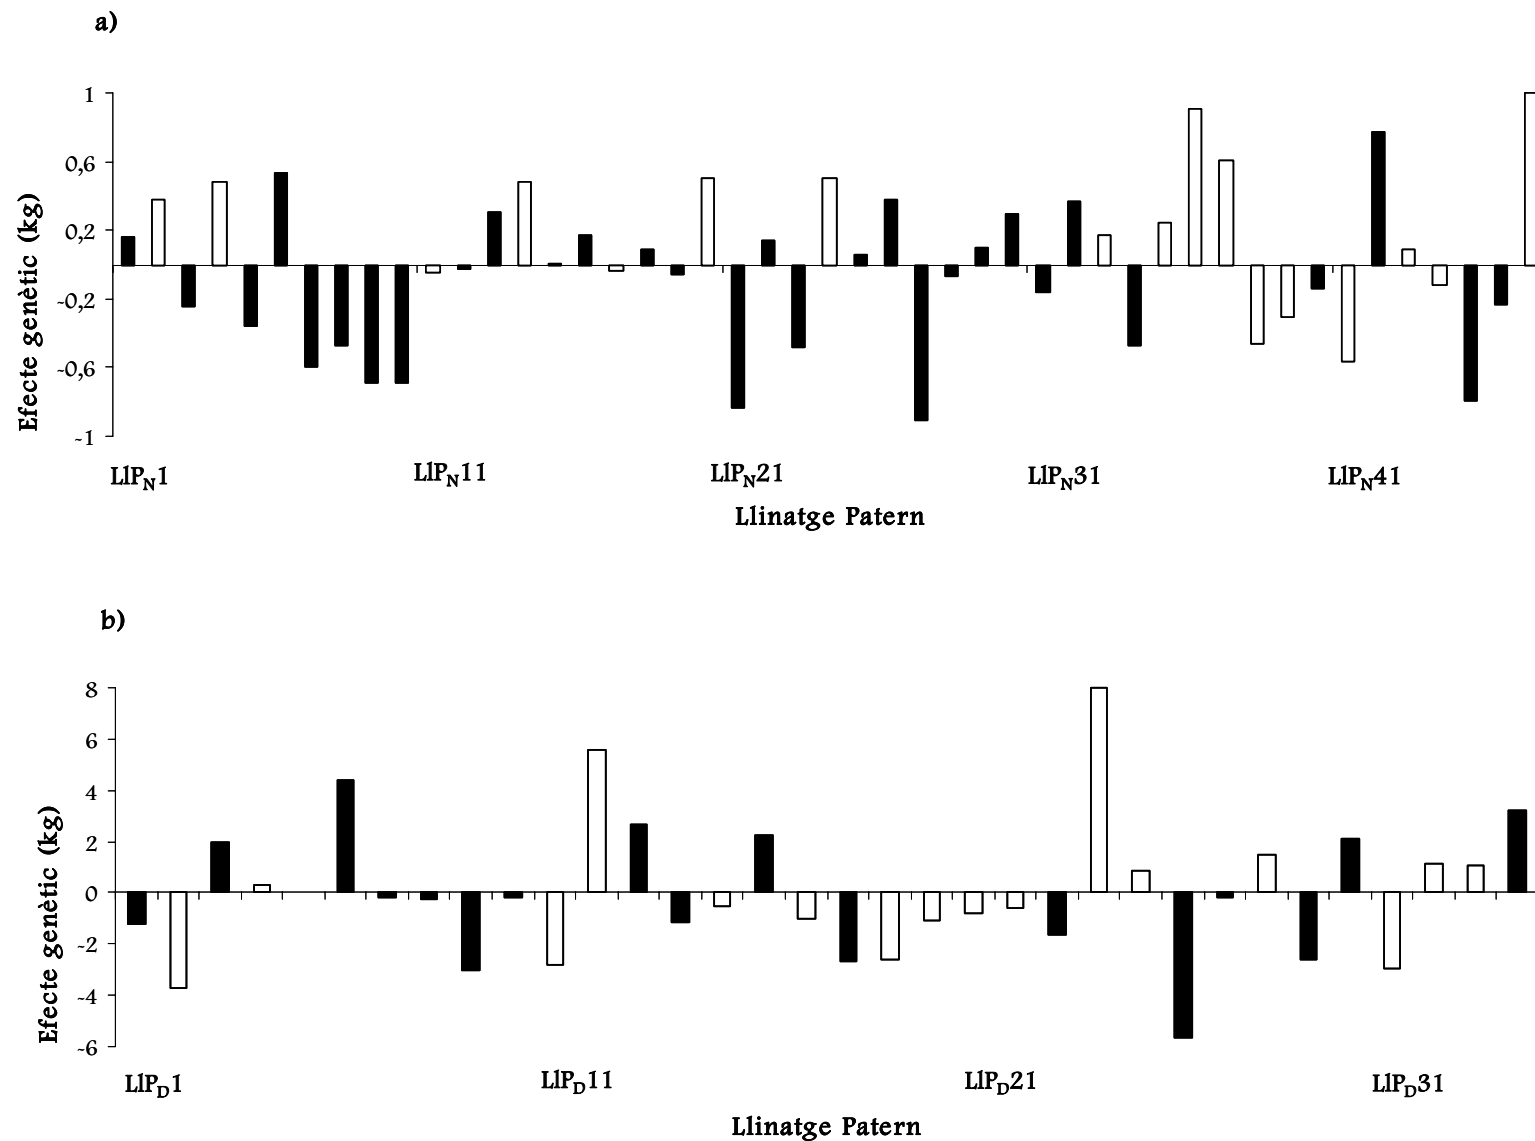 a)
1
0,6
0,2
-0,2
-0,6
-1
Efecte genètic (kg)
LlPN1 LlPN11 LlPN21 LlPN31 LlPN41
Llinatge Patern
b)
8
6
4
2
0
-2
-4
-6
Efecte genètic (kg)
LlPD1 LlPD11 LlPD21 LlPD31
Llinatge Patern